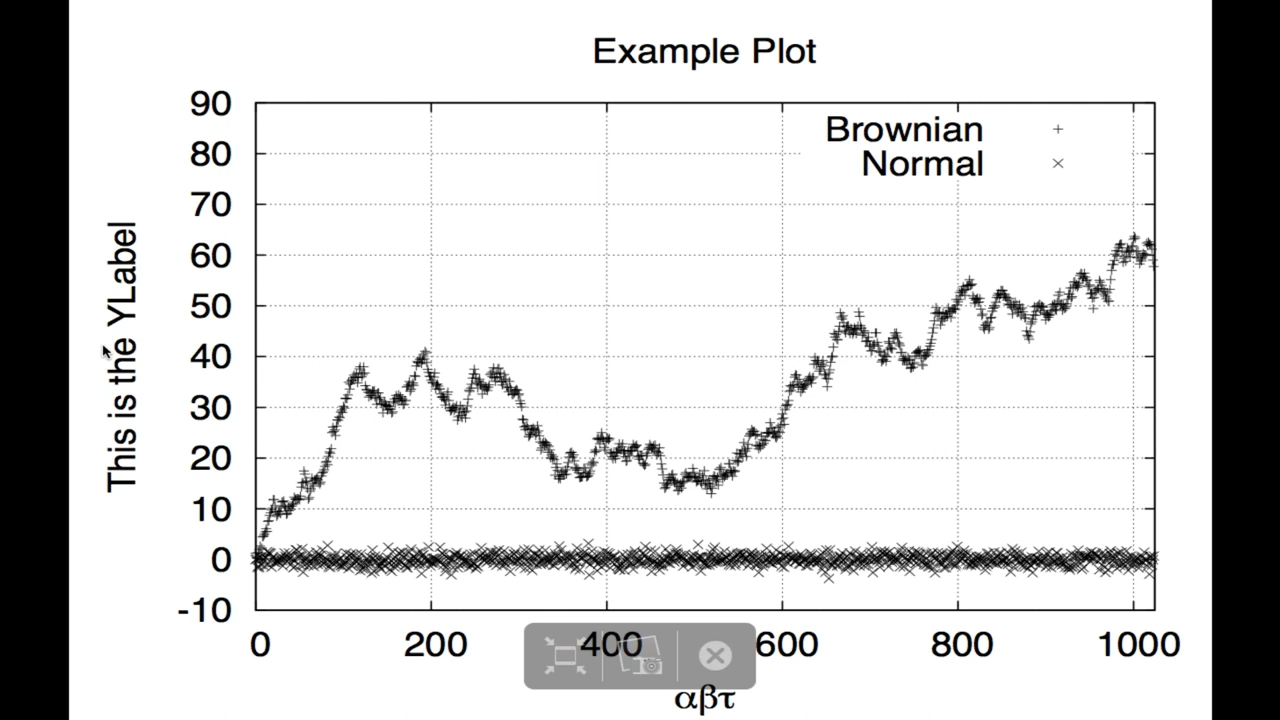 Example Plot
90
80
70
60
50
40
30
20
10
0
-10
This is the YLabel
Brownian
Normal
0 200 400 600 800 1000
αβτ